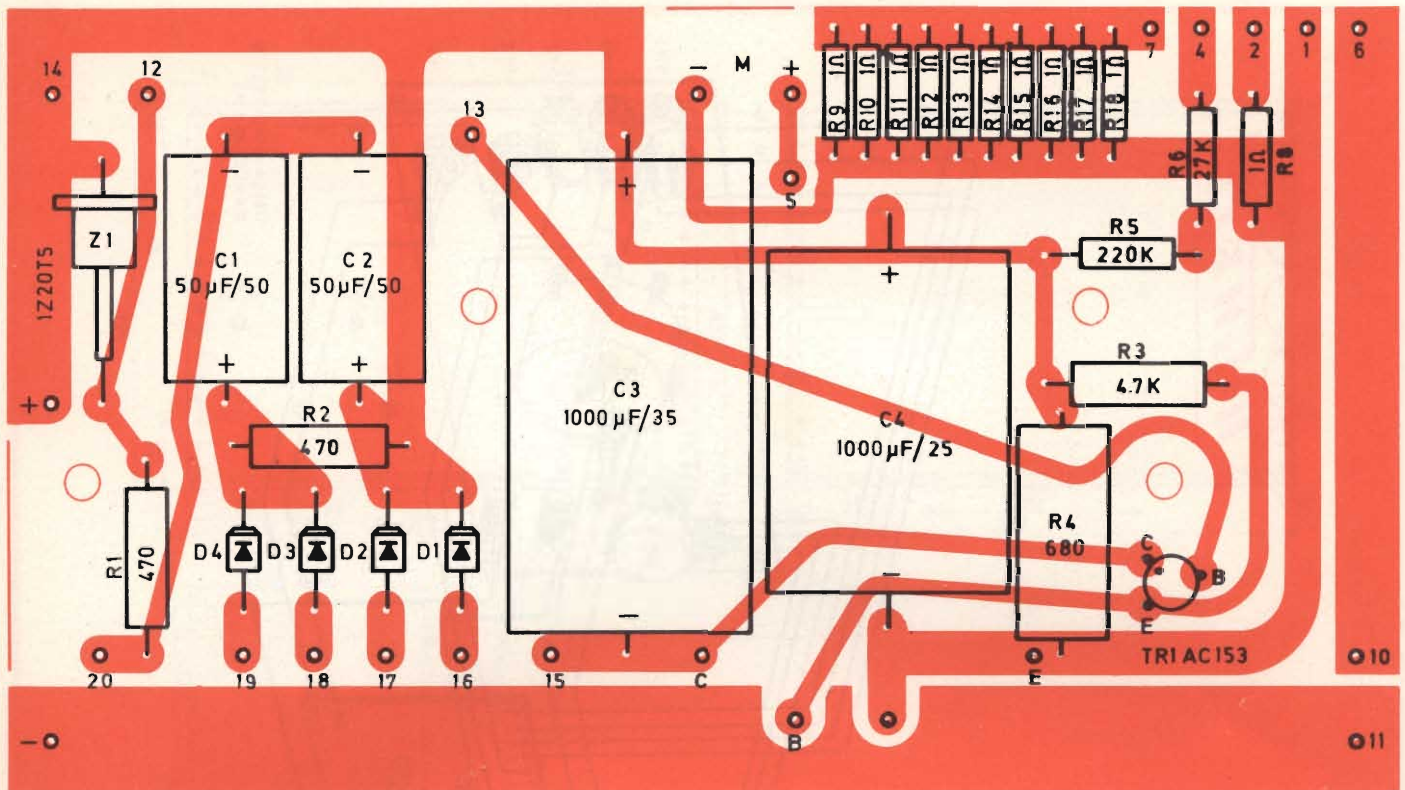 14
12
13
- M +
5
7
4
2
1
6
R9 1Ω
R10 1Ω
R11 1Ω
R12 1Ω
R13 1Ω
R14 1Ω
R15 1Ω
R16 1Ω
R17 1Ω
R18 1Ω
R6
27K
1Ω
R8
1Z20T5
Z1
-
C1
50µF/50
+
-
C2
50µF/50
+
+
C3
1000µF/35
-
+
C4
1000µF/25
-
R5
220K
R3
4.7K
+
R2
470
R1
470
D4
D3
D2
D1
R4
680
C
B
E
TR1 AC153
20
19
18
17
16
15
C
E
10
B
-
11